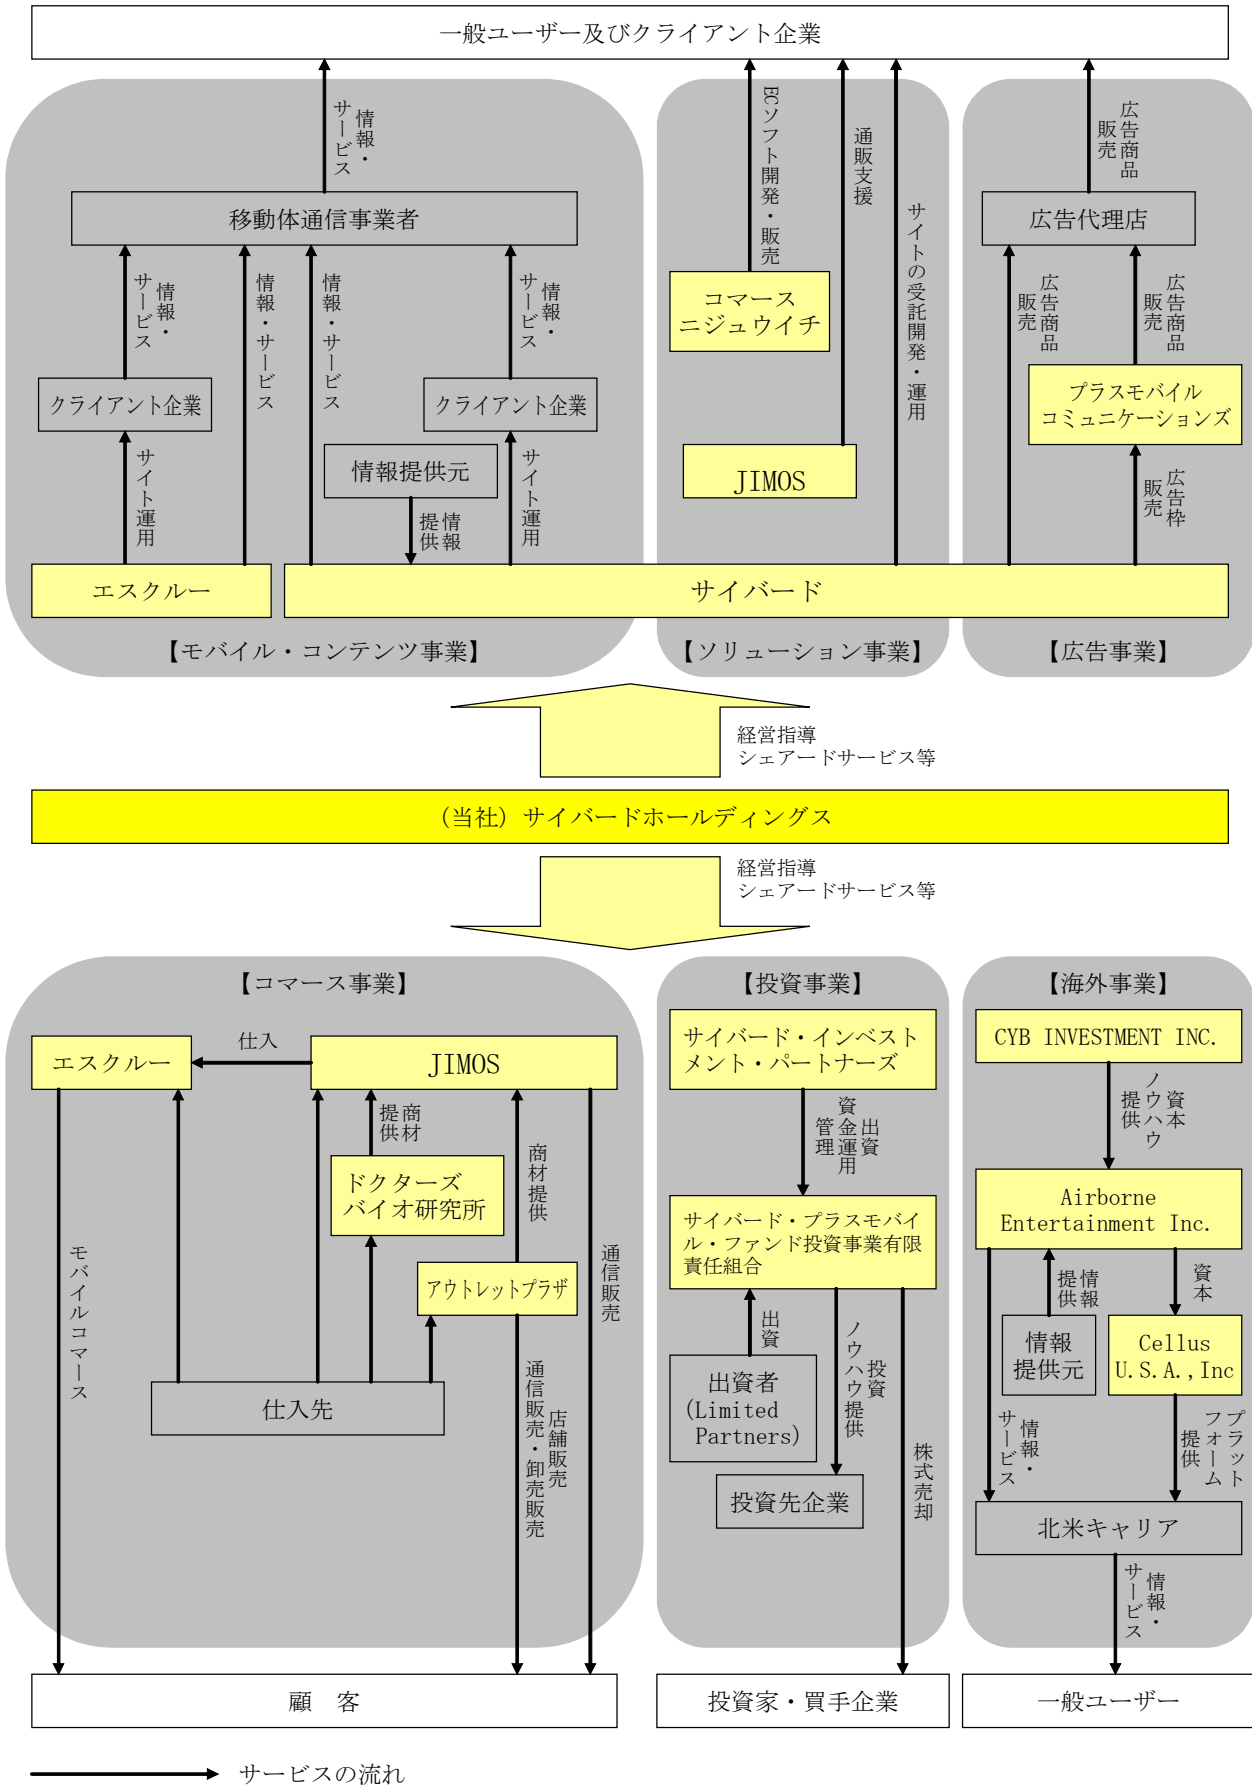 一般ユーザー及びクライアント企業
情報・
サービス
ECソフト開発・販売
通販支援
サイトの受託開発・運用
広告商品
販売
移動体通信事業者
広告代理店
情報・
サービス
情報・サービス
情報・サービス
情報・
サービス
コマース
ニジュウイチ
広告商品
販売
広告商品
販売
クライアント企業
クライアント企業
プラスモバイル
コミュニケーションズ
サイト運用
情報提供元
サイト運用
JIMOS
広告枠
販売
情報
提供
エスクルー
サイバード
【モバイル・コンテンツ事業】
【ソリューション事業】
【広告事業】
経営指導
シェアードサービス等
(当社) サイバードホールディングス
経営指導
シェアードサービス等
【コマース事業】
【投資事業】
【海外事業】
エスクルー
仕入
JIMOS
サイバード・インベスト
メント・パートナーズ
CYB INVESTMENT INC.
商材
提供
商材提供
出資
資金運用
管理
資本
ノウハウ
提供
ドクターズ
バイオ研究所
サイバード・プラスモバイ
ル・ファンド投資事業有限
責任組合
Airborne
Entertainment Inc.
モバイルコマース
アウトレットプラザ
通信販売
出資
投資
ノウハウ提供
情報
提供
資本
出資者
(Limited
Partners)
情報
提供元
Cellus
U.S.A.,Inc
仕入先
店舗販売
通信販売・卸売販売
投資先企業
株式売却
情報・
サービス
プラット
フォーム
提供
北米キャリア
情報・
サービス
顧 客
投資家・買手企業
一般ユーザー
サービスの流れ